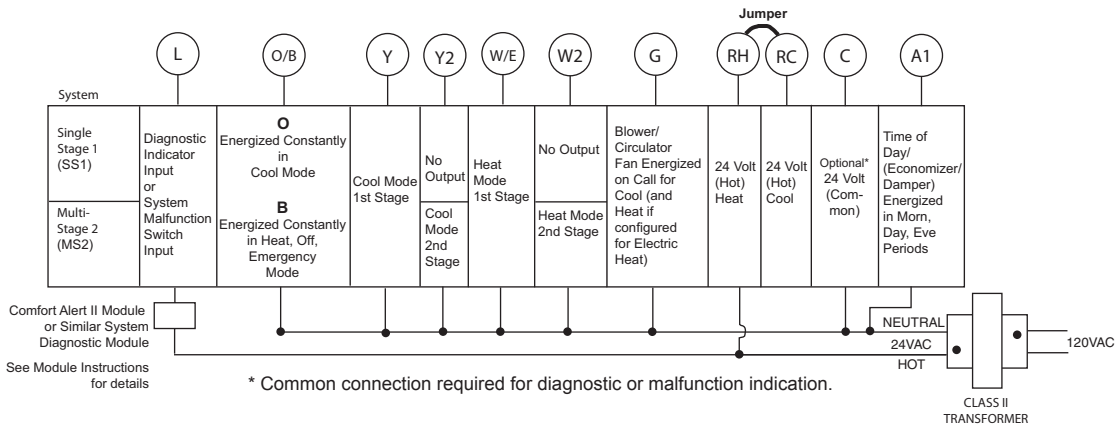 Jumper
L
O/B
Y
Y2
W/E
W2
G
RH
RC
C
A1
System
Single
Stage 1
(SS1)
Multi-
Stage 2
(MS2)
Diagnostic
Indicator
Input
or
System
Malfunction
Switch
Input
O
Energized Constantly
in
Cool Mode
B
Energized Constantly
in Heat, Off,
Emergency
Mode
Cool Mode
1st Stage
No
Output
Cool
Mode
2nd
Stage
Heat
Mode
1st Stage
No Output
Heat Mode
2nd Stage
Blower/
Circulator
Fan Energized
on Call for
Cool (and
Heat if
configured
for Electric
Heat)
24 Volt
(Hot)
Heat
24 Volt
(Hot)
Cool
Optional*
24 Volt
(Com-
mon)
Time of
Day/
(Economizer/
Damper)
Energized
in Morn,
Day, Eve
Periods
Comfort Alert II Module
or Similar System
Diagnostic Module
See Module Instructions
for details
NEUTRAL
24VAC
HOT
120VAC
* Common connection required for diagnostic or malfunction indication.
CLASS II
TRANSFORMER